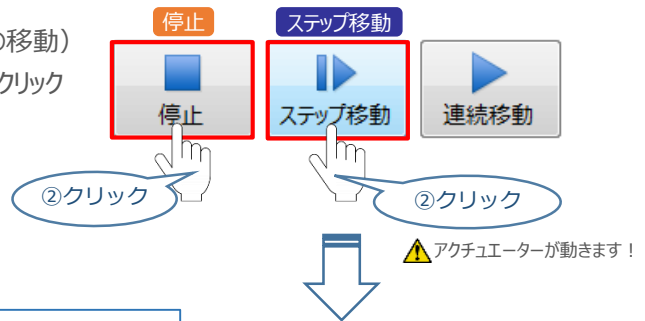 停止 ステップ移動
の移動）
クリック
停止 ステップ移動 連続移動
②クリック ②クリック
アクチュエーターが動きます！